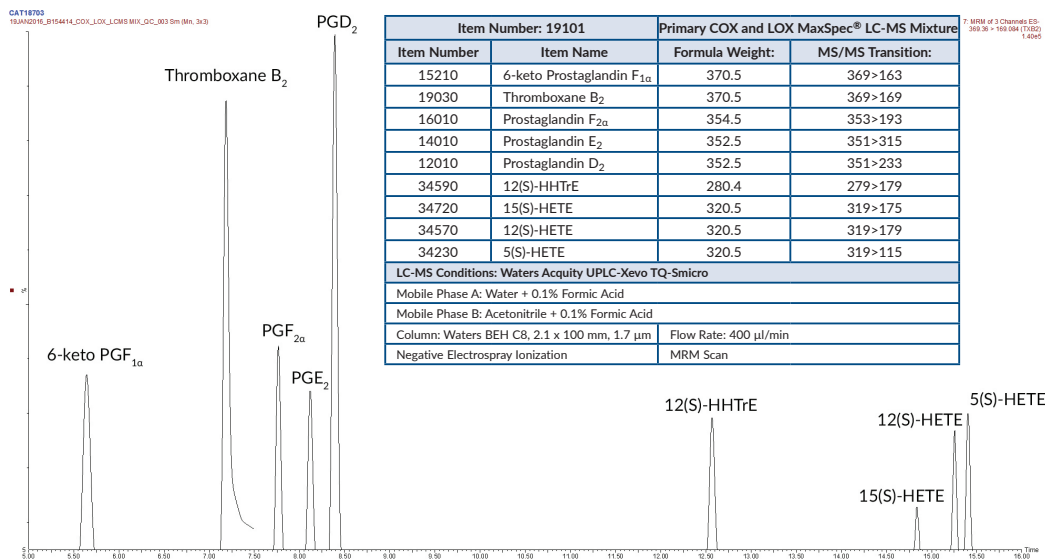 CAT18703
19JAN2016_B154414_COX_LOX_LCMS MIX_QC_003 Sm (Mn, 3x3)
7: MRM of 3 Channels ES-
369.36 > 169.084 (TXB2)
1.40e5
PGD2
Thromboxane B2
6-keto PGF1α
PGF2α
PGE2
12(S)-HHTrE
15(S)-HETE
12(S)-HETE
5(S)-HETE
Item Number: 19101 Primary COX and LOX MaxSpec® LC-MS Mixture
Item Number Item Name Formula Weight: MS/MS Transition:
15210 6-keto Prostaglandin F1α 370.5 369>163
19030 Thromboxane B2 370.5 369>169
16010 Prostaglandin F2α 354.5 353>193
14010 Prostaglandin E2 352.5 351>315
12010 Prostaglandin D2 352.5 351>233
34590 12(S)-HHTrE 280.4 279>179
34720 15(S)-HETE 320.5 319>175
34570 12(S)-HETE 320.5 319>179
34230 5(S)-HETE 320.5 319>115
LC-MS Conditions: Waters Acquity UPLC-Xevo TQ-Smicro
Mobile Phase A: Water + 0.1% Formic Acid
Mobile Phase B: Acetonitrile + 0.1% Formic Acid
Column: Waters BEH C8, 2.1 x 100 mm, 1.7 µm Flow Rate: 400 µl/min
Negative Electrospray Ionization MRM Scan
%
5
5.00 5.50 6.00 6.50 7.00 7.50 8.00 8.50 9.00 9.50 10.00 10.50 11.00 11.50 12.00 12.50 13.00 13.50 14.00 14.50 15.00 15.50 16.00 Time